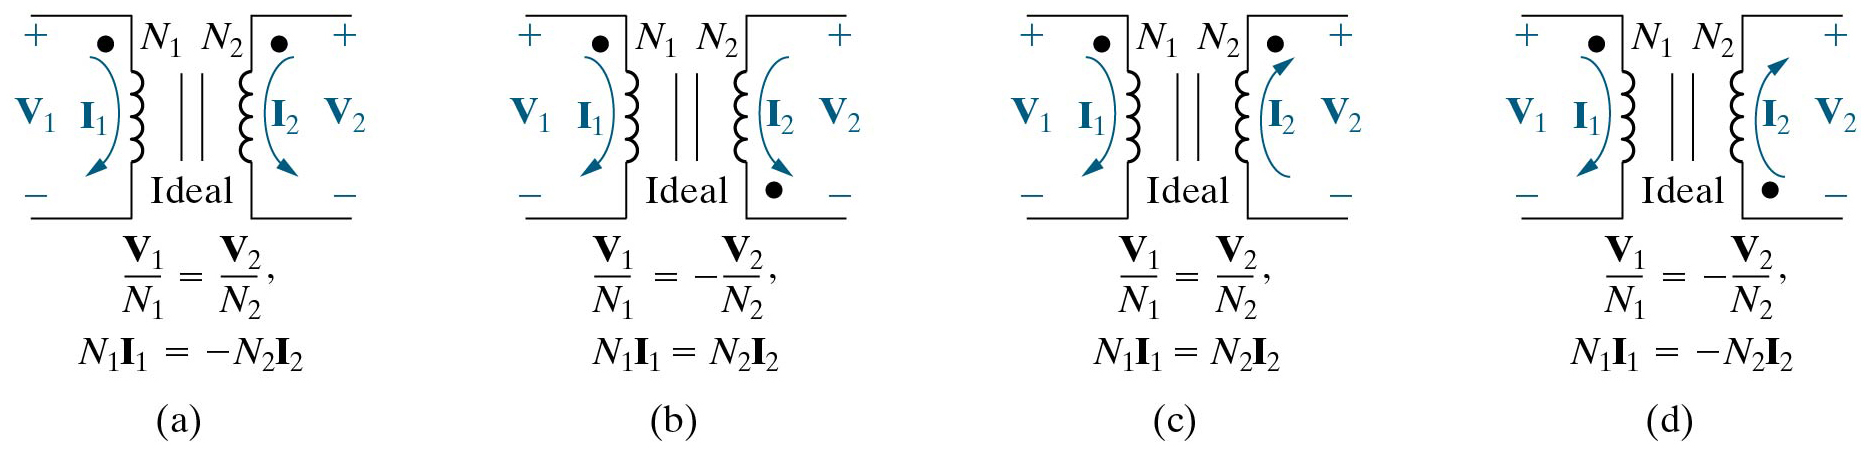 + N₁ N₂ +
V₁ I₁ I₂ V₂
− Ideal −
V₁/N₁ = V₂/N₂,
N₁I₁ = −N₂I₂
(a)
+ N₁ N₂ +
V₁ I₁ I₂ V₂
− Ideal −
V₁/N₁ = −V₂/N₂,
N₁I₁ = N₂I₂
(b)
+ N₁ N₂ +
V₁ I₁ I₂ V₂
− Ideal −
V₁/N₁ = V₂/N₂,
N₁I₁ = N₂I₂
(c)
+ N₁ N₂ +
V₁ I₁ I₂ V₂
− Ideal −
V₁/N₁ = −V₂/N₂,
N₁I₁ = −N₂I₂
(d)